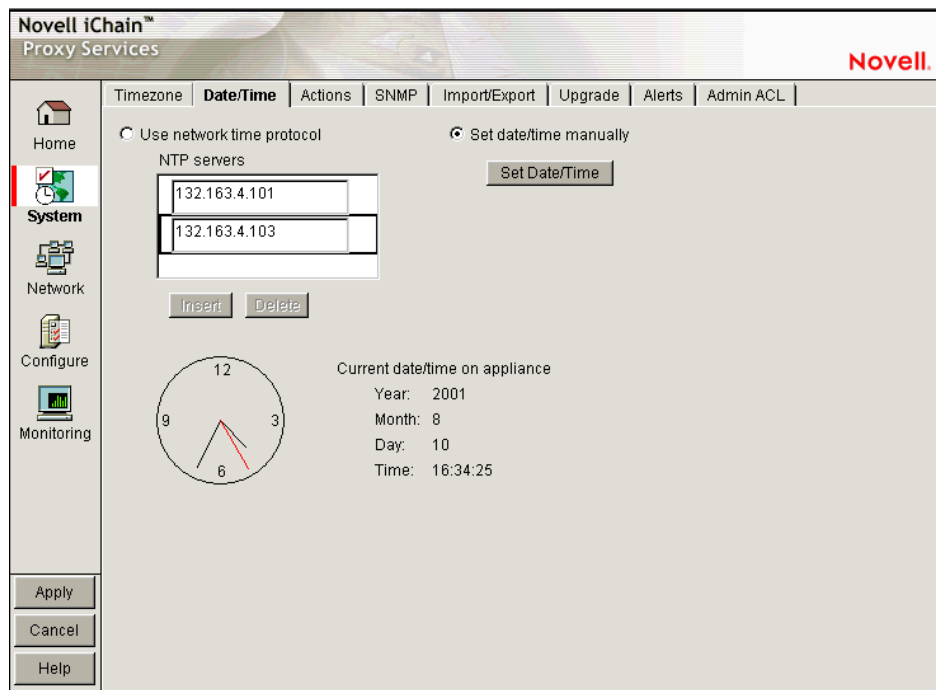 Novell iChain™
Proxy Services
Novell.
Timezone Date/Time Actions SNMP Import/Export Upgrade Alerts Admin ACL
Home
System
Network
Configure
Monitoring
Use network time protocol
Set date/time manually
NTP servers
Set Date/Time
132.163.4.101
132.163.4.103
Insert Delete
12
3
6
9
Current date/time on appliance
Year: 2001
Month: 8
Day: 10
Time: 16:34:25
Apply
Cancel
Help